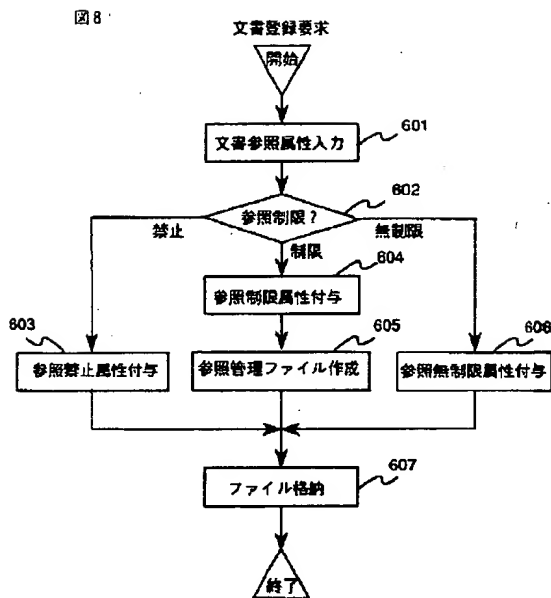 図8
文書登録要求
開始
文書参照属性入力
601
参照制限?
602
禁止
制限
無制限
参照制限属性付与
604
参照禁止属性付与
603
参照管理ファイル作成
605
参照無制限属性付与
606
ファイル格納
607
終了